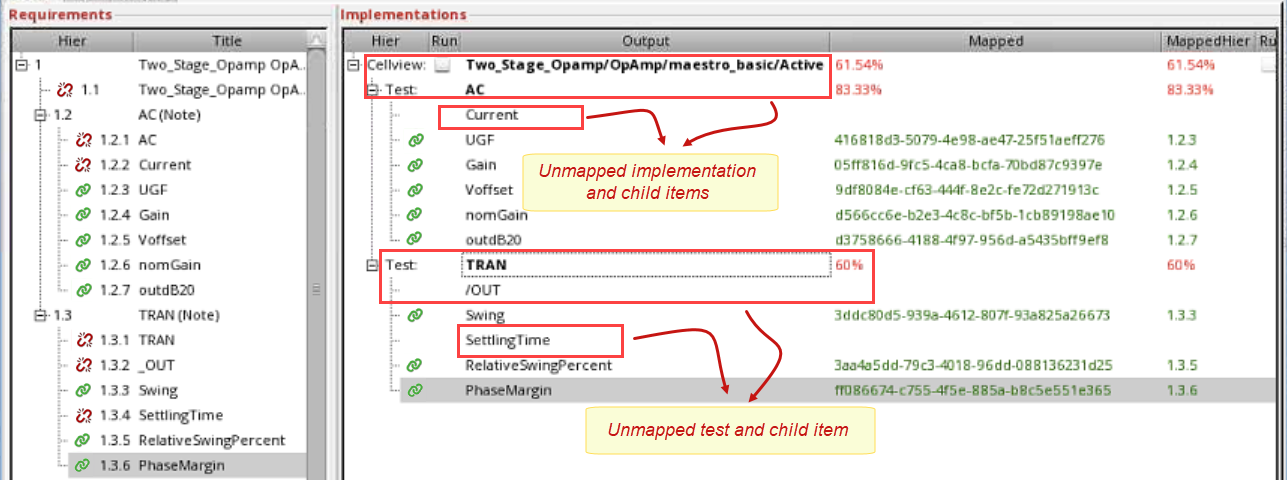 Requirements
Hier Title
1 Two_Stage_Opamp OpA..
1.1 Two_Stage_Opamp OpA..
1.2 AC (Note)
1.2.1 AC
1.2.2 Current
1.2.3 UGF
1.2.4 Gain
1.2.5 Voffset
1.2.6 nomGain
1.2.7 outdB20
1.3 TRAN (Note)
1.3.1 TRAN
1.3.2 _OUT
1.3.3 Swing
1.3.4 SettlingTime
1.3.5 RelativeSwingPercent
1.3.6 PhaseMargin
Implementations
Hier Run Output Mapped MappedHier Ru
Cellview: Two_Stage_Opamp/OpAmp/maestro_basic/Active 61.54% 61.54%
Test: AC 83.33% 83.33%
Current
UGF 416818d3-5079-4e98-ae47-25f51aeff276 1.2.3
Gain 05ff816d-9fc5-4ca8-bcfa-70bd87c9397e 1.2.4
Voffset 9df8084e-cf63-444f-8e2c-fe72d271913c 1.2.5
nomGain d566cc6e-b2e3-4c8c-bf5b-1cb89198ae10 1.2.6
outdB20 d3758666-4188-4f97-956d-a5435bff9ef8 1.2.7
Test: TRAN 60% 60%
/OUT
Swing 3ddc80d5-939a-4612-807f-93a825a26673 1.3.3
SettlingTime
RelativeSwingPercent 3aa4a5dd-79c3-4018-96dd-088136231d25 1.3.5
PhaseMargin ff086674-c755-4f5e-885a-b8c5e551e365 1.3.6
Unmapped implementation
and child items
Unmapped test and child item